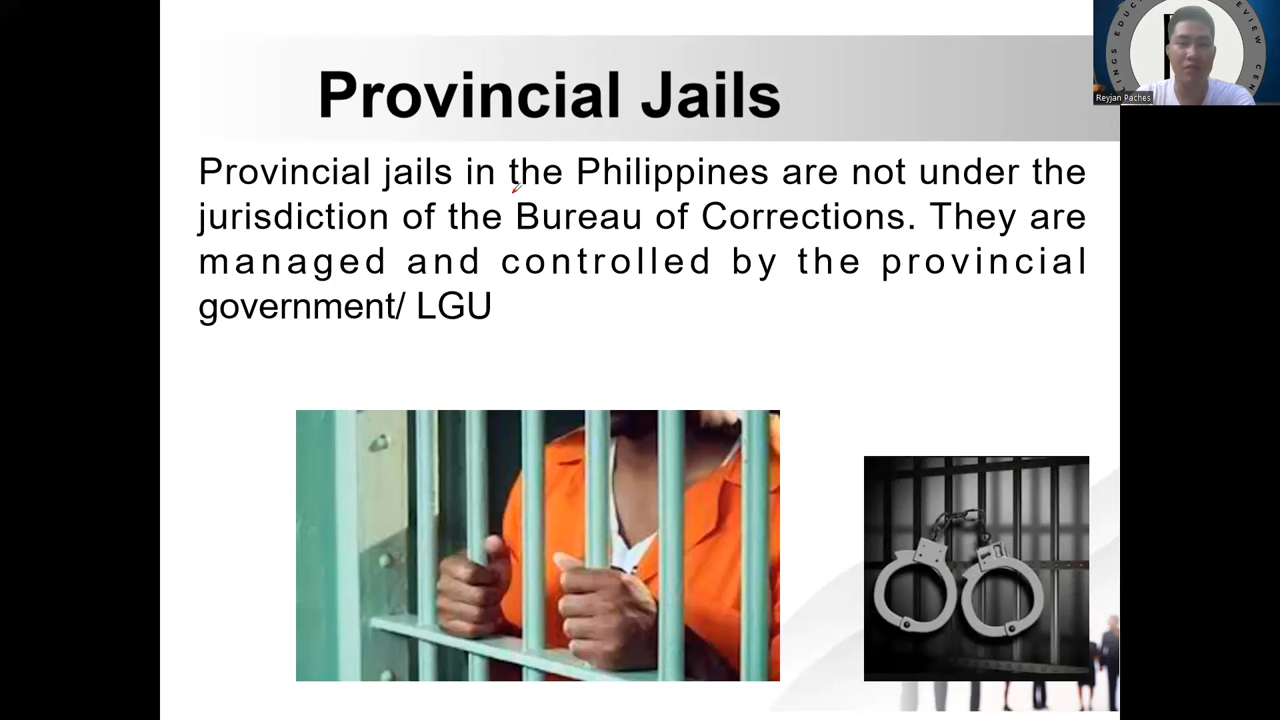 Provincial Jails
Provincial jails in the Philippines are not under the
jurisdiction of the Bureau of Corrections. They are
managed and controlled by the provincial
government/ LGU
Reyjan Paches